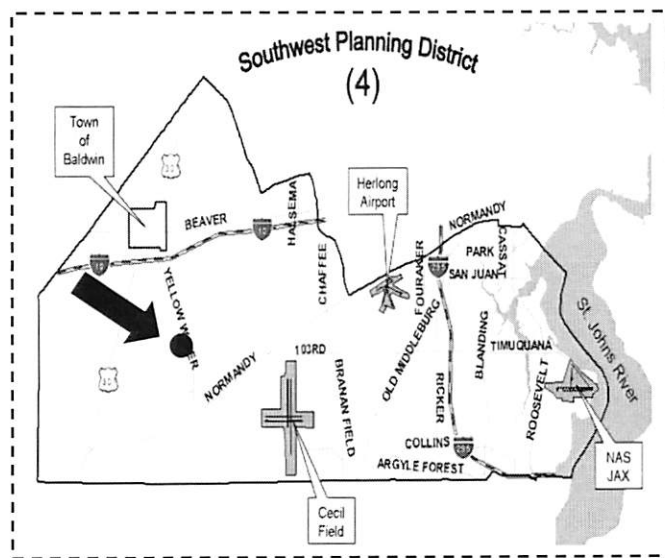 Southwest Planning District
(4)
Town
of
Baldwin
Herlong
Airport
BEAVER
HALSEMA
CHAFFEE
NORMANDY
CASSAT
PARK
SAN JUAN
FOURAKER
YELLOW
NORMANDY
103RD
BRANAN FIELD
OLD MIDDLEBURG
RICKER
BLANDING
TIMUQUANA
ROOSEVELT
St. Johns River
COLLINS
ARGYLE FOREST
NAS
JAX
Cecil
Field